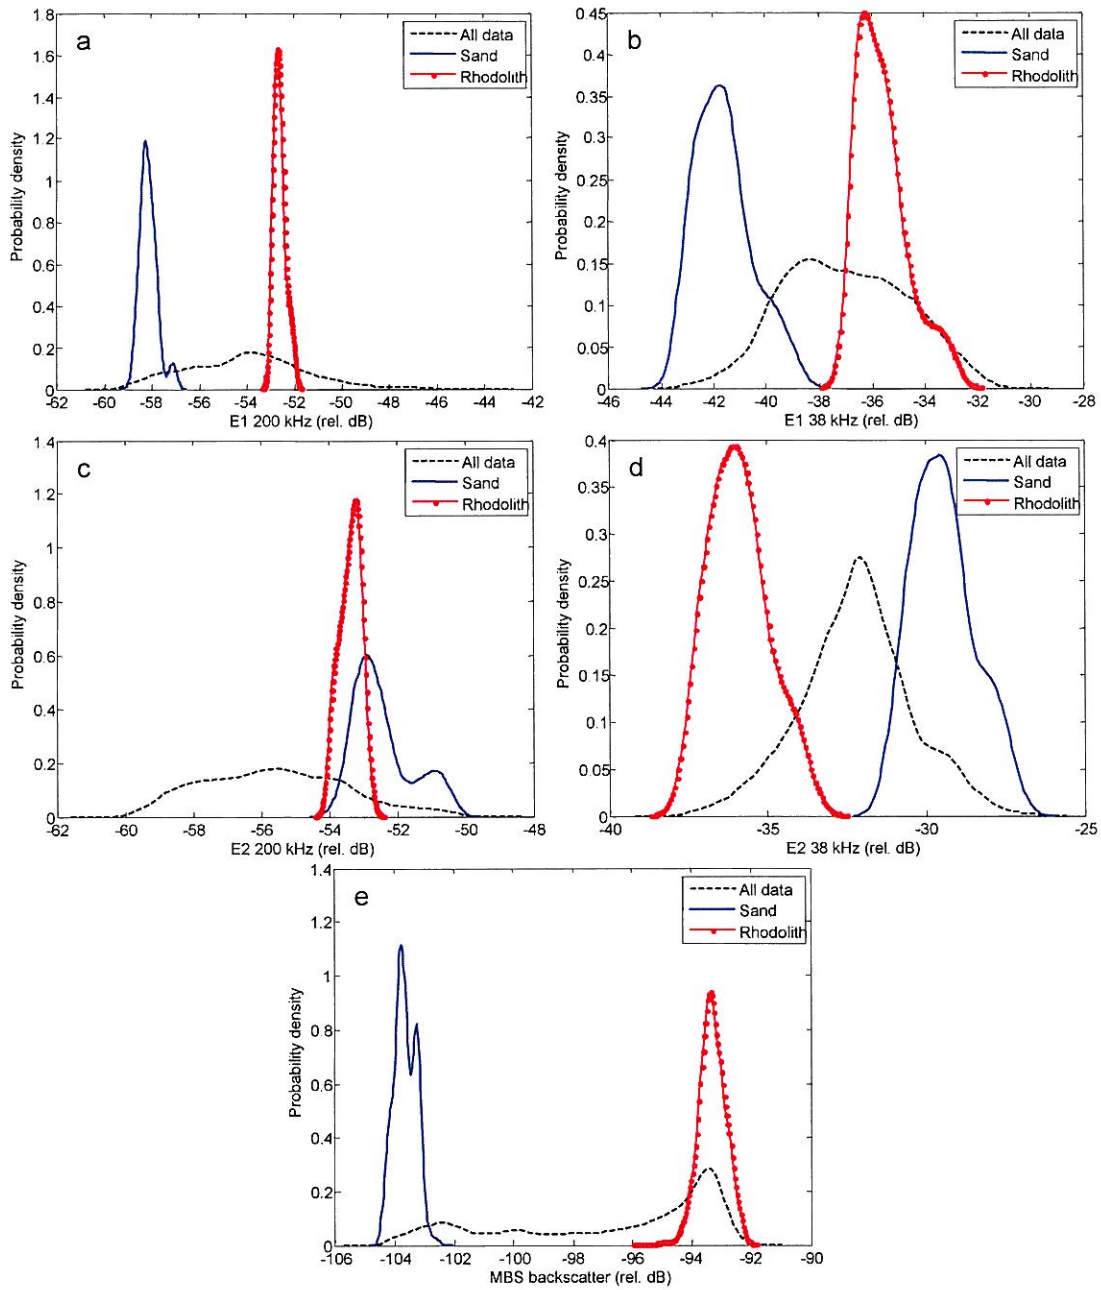 a
All data
Sand
Rhodolith
Probability density
1.8
1.6
1.4
1.2
1
0.8
0.6
0.4
0.2
0
-62 -60 -58 -56 -54 -52 -50 -48 -46 -44 -42
E1 200 kHz (rel. dB)
b
All data
Sand
Rhodolith
Probability density
0.45
0.4
0.35
0.3
0.25
0.2
0.15
0.1
0.05
0
-46 -44 -42 -40 -38 -36 -34 -32 -30 -28
E1 38 kHz (rel. dB)
c
All data
Sand
Rhodolith
Probability density
1.4
1.2
1
0.8
0.6
0.4
0.2
0
-62 -60 -58 -56 -54 -52 -50 -48
E2 200 kHz (rel. dB)
d
All data
Sand
Rhodolith
Probability density
0.4
0.35
0.3
0.25
0.2
0.15
0.1
0.05
0
-40 -35 -30 -25
E2 38 kHz (rel. dB)
e
All data
Sand
Rhodolith
Probability density
1.4
1.2
1
0.8
0.6
0.4
0.2
0
-106 -104 -102 -100 -98 -96 -94 -92 -90
MBS backscatter (rel. dB)